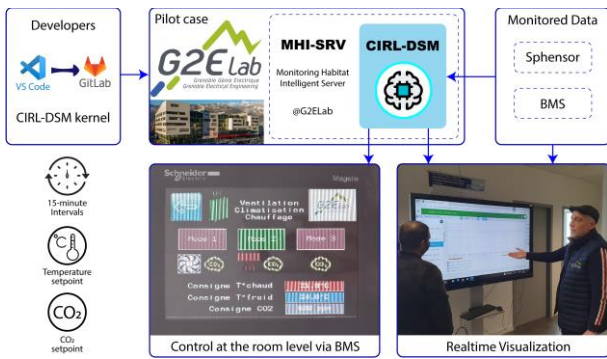 Developers
VS Code
GitLab
CIRL-DSM kernel
Pilot case
G2Elab
Grenoble Génie Electrique
Grenoble Electrical Engineering
MHI-SRV
Monitoring Habitat
Intelligent Server
@G2ELab
CIRL-DSM
Monitored Data
Sphensor
BMS
15-minute
Intervals
°C
Temperature
setpoint
CO₂
CO₂
setpoint
Schneider
Electric
Magelis
Ventilation
Climatisation
Chauffage
G2Elab
Mode 1
Mode 2
Mode 3
Consigne T°chaud
Consigne T°froid
Consigne CO2
Control at the room level via BMS
Realtime Visualization